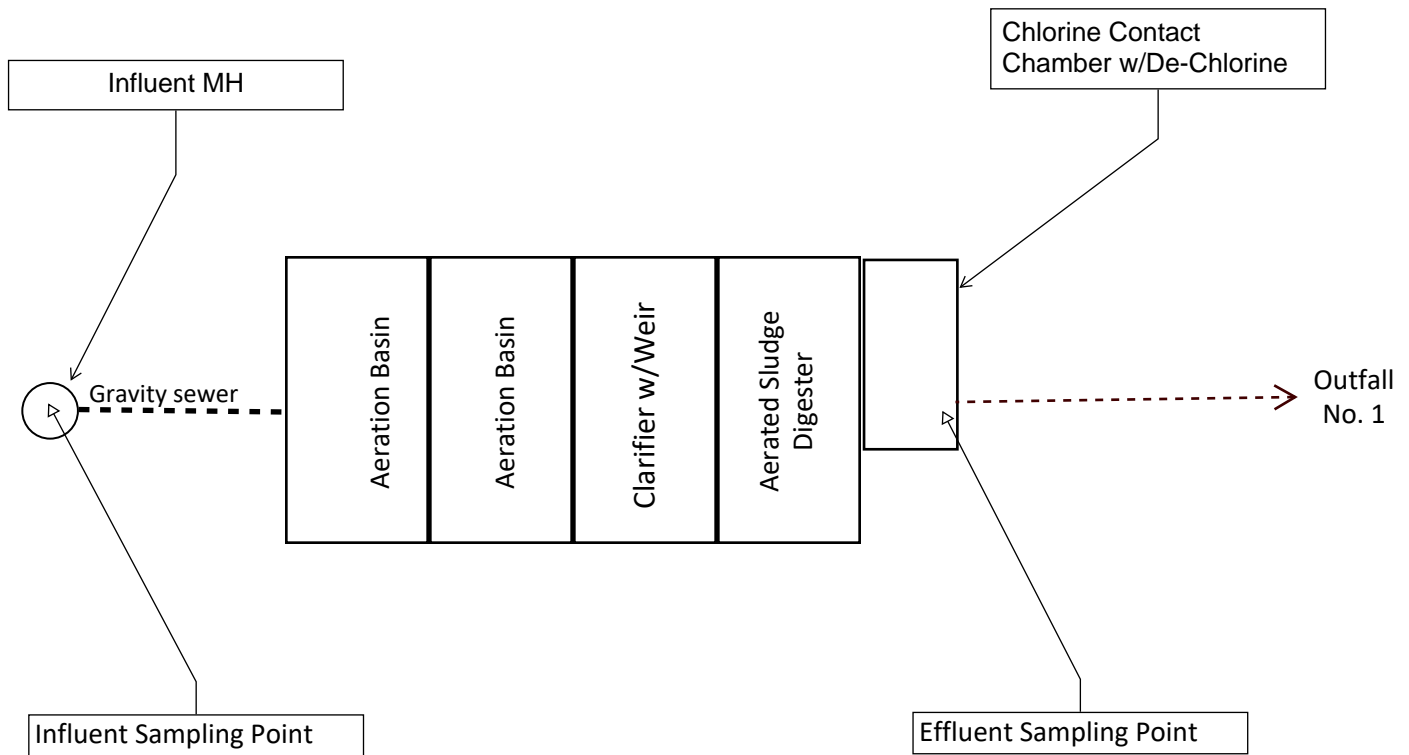 Influent MH
Chlorine Contact
Chamber w/De-Chlorine
Gravity sewer
Aeration Basin
Aeration Basin
Clarifier w/Weir
Aerated Sludge
Digester
Outfall
No. 1
Influent Sampling Point
Effluent Sampling Point